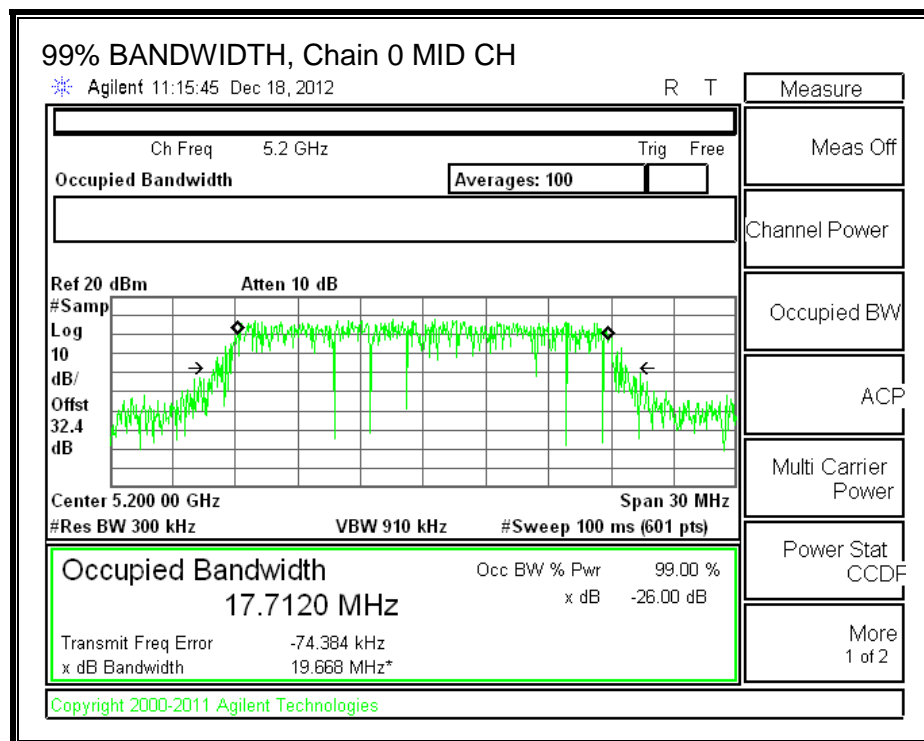 99% BANDWIDTH, Chain 0 MID CH
Agilent 11:15:45 Dec 18, 2012 R T
Measure
Ch Freq 5.2 GHz Trig Free
Meas Off
Occupied Bandwidth Averages: 100
Channel Power
Ref 20 dBm Atten 10 dB
#Samp
Log
10
dB/
Offst
32.4
dB
Occupied BW
ACP
Multi Carrier
Power
Center 5.200 00 GHz Span 30 MHz
#Res BW 300 kHz VBW 910 kHz #Sweep 100 ms (601 pts)
Power Stat
CCDF
Occupied Bandwidth Occ BW % Pwr 99.00 %
17.7120 MHz x dB -26.00 dB
Transmit Freq Error -74.384 kHz
x dB Bandwidth 19.668 MHz*
More
1 of 2
Copyright 2000-2011 Agilent Technologies